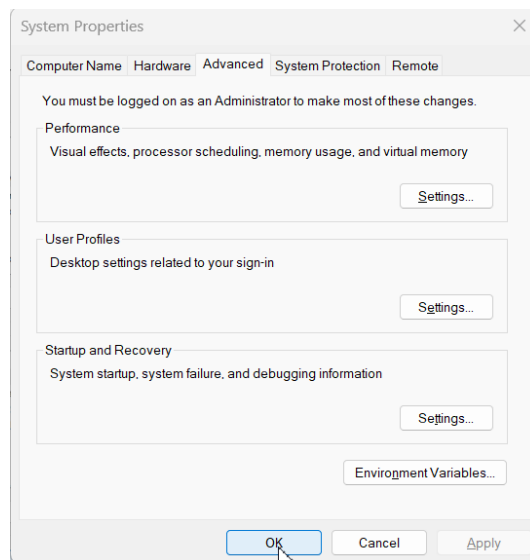 System Properties
Computer Name Hardware Advanced System Protection Remote
You must be logged on as an Administrator to make most of these changes.
Performance
Visual effects, processor scheduling, memory usage, and virtual memory
Settings...
User Profiles
Desktop settings related to your sign-in
Settings...
Startup and Recovery
System startup, system failure, and debugging information
Settings...
Environment Variables...
OK Cancel Apply